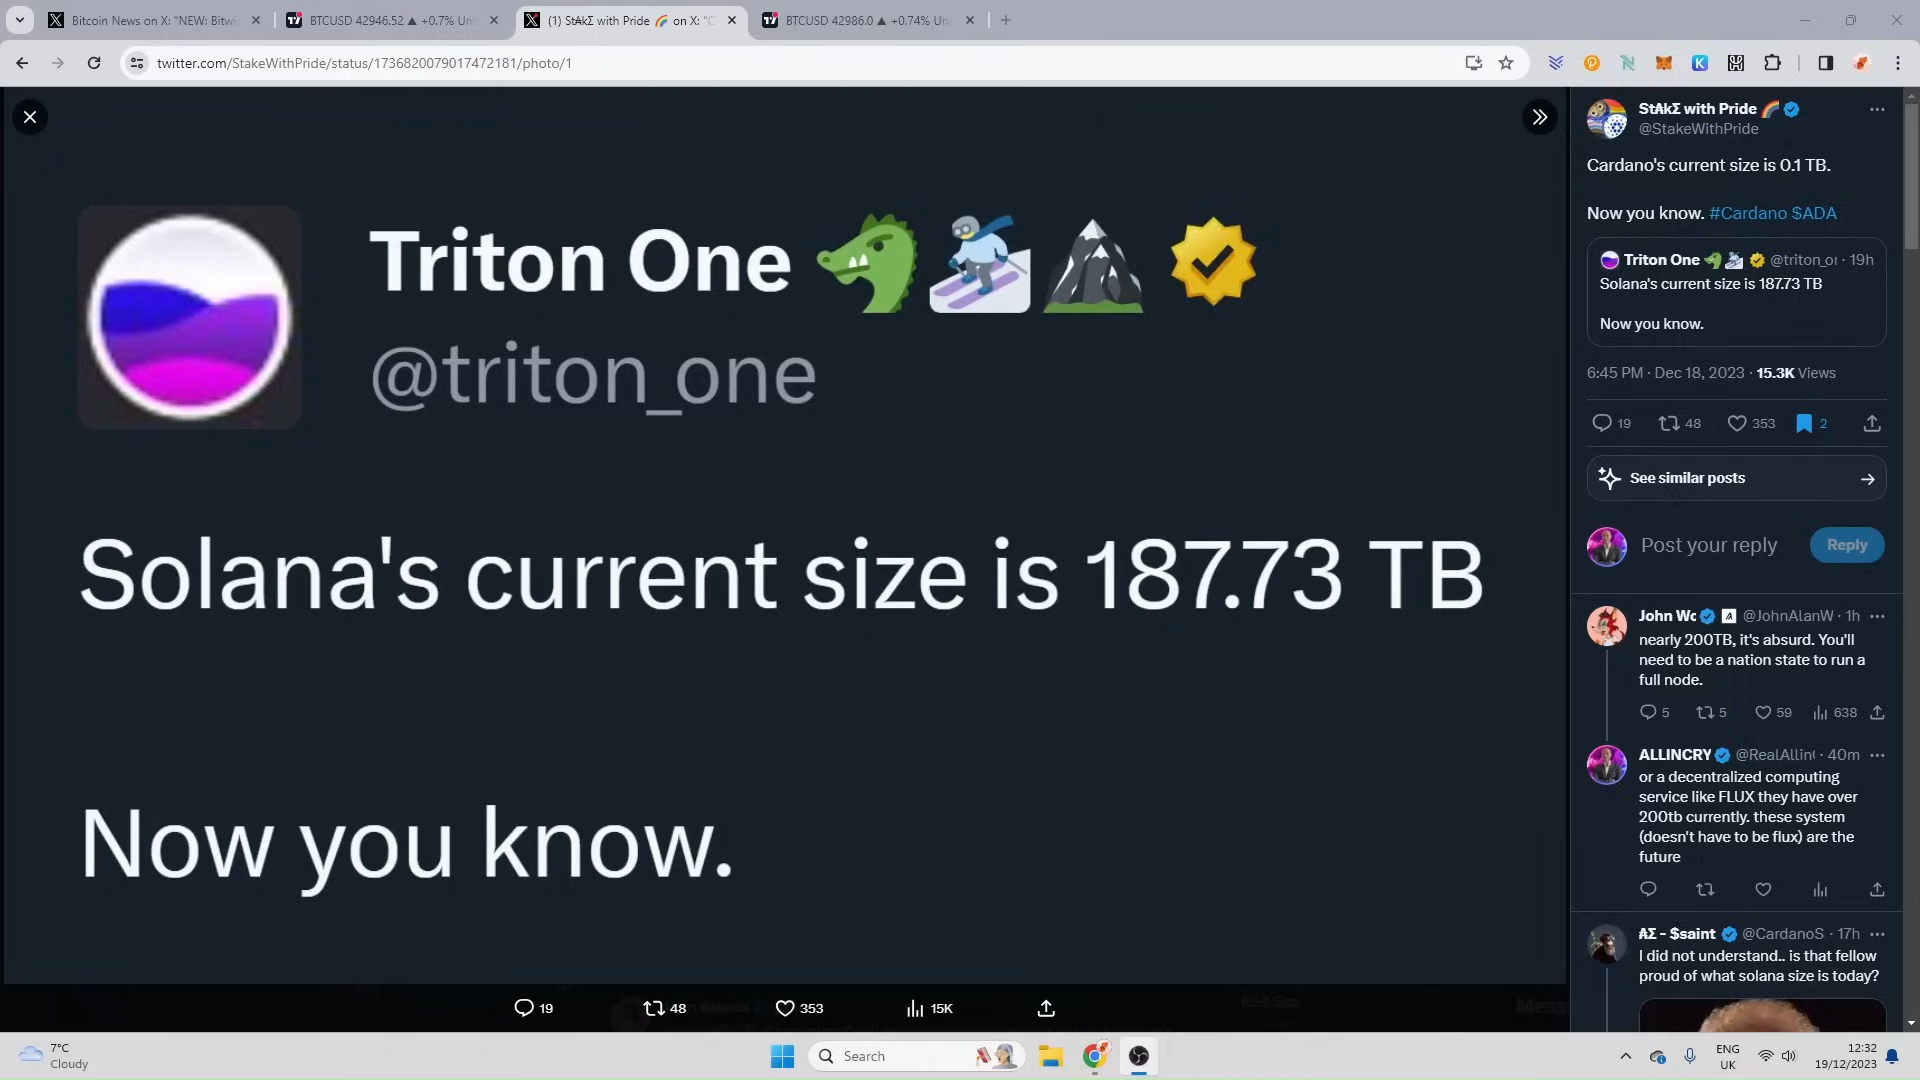 Bitcoin News on X: "NEW: Bitwi
BTCUSD 42946.52 ▲ +0.7% Un
(1) St₳kΣ with Pride 🌈 on X: "C
BTCUSD 42986.0 ▲ +0.74% Un
twitter.com/StakeWithPride/status/1736820079017472181/photo/1
Triton One 🐲🏂⛰️
@triton_one
Solana's current size is 187.73 TB
Now you know.
19 48 353 15K
St₳kΣ with Pride 🌈
@StakeWithPride
Cardano's current size is 0.1 TB.
Now you know. #Cardano $ADA
Triton One @triton_or · 19h
Solana's current size is 187.73 TB
Now you know.
6:45 PM · Dec 18, 2023 · 15.3K Views
19 48 353 2
See similar posts
Post your reply Reply
John Wo @JohnAlanW · 1h
nearly 200TB, it's absurd. You'll
need to be a nation state to run a
full node.
5 5 59 638
ALLINCRY @RealAllin · 40m
or a decentralized computing
service like FLUX they have over
200tb currently. these system
(doesn't have to be flux) are the
future
₳Σ - $saint @CardanoS · 17h
I did not understand.. is that fellow
proud of what solana size is today?
7°C
Cloudy
Search
ENG
UK
12:32
19/12/2023